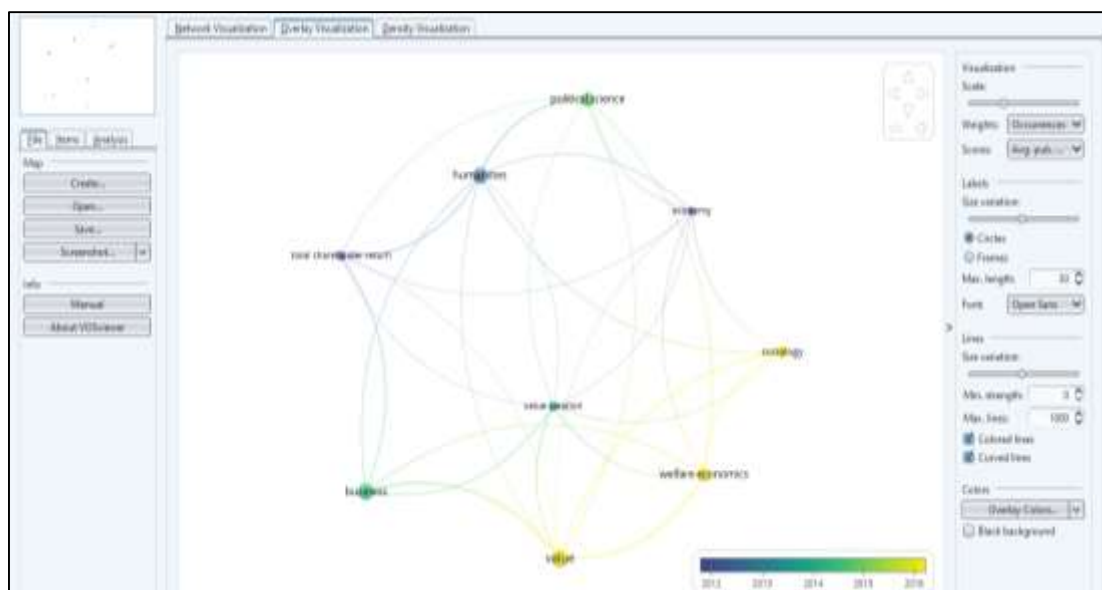 Network Visualization
Overlay Visualization
Density Visualization
File
Items
Analysis
Map
Create...
Open...
Save...
Screenshot...
Info
Manual
About VOSviewer
political science
humanities
economy
total shareholder return
sociology
value creation
welfare economics
business
value
2012 2013 2014 2015 2016
Visualization
Scale:
Weights: Occurrences
Scores: Avg. pub. ...
Labels
Size variation:
Circles
Frames
Max. length: 30
Font: Open Sans
Lines
Size variation:
Min. strength: 0
Max. lines: 1000
Colored lines
Curved lines
Colors
Overlay Colors...
Black background